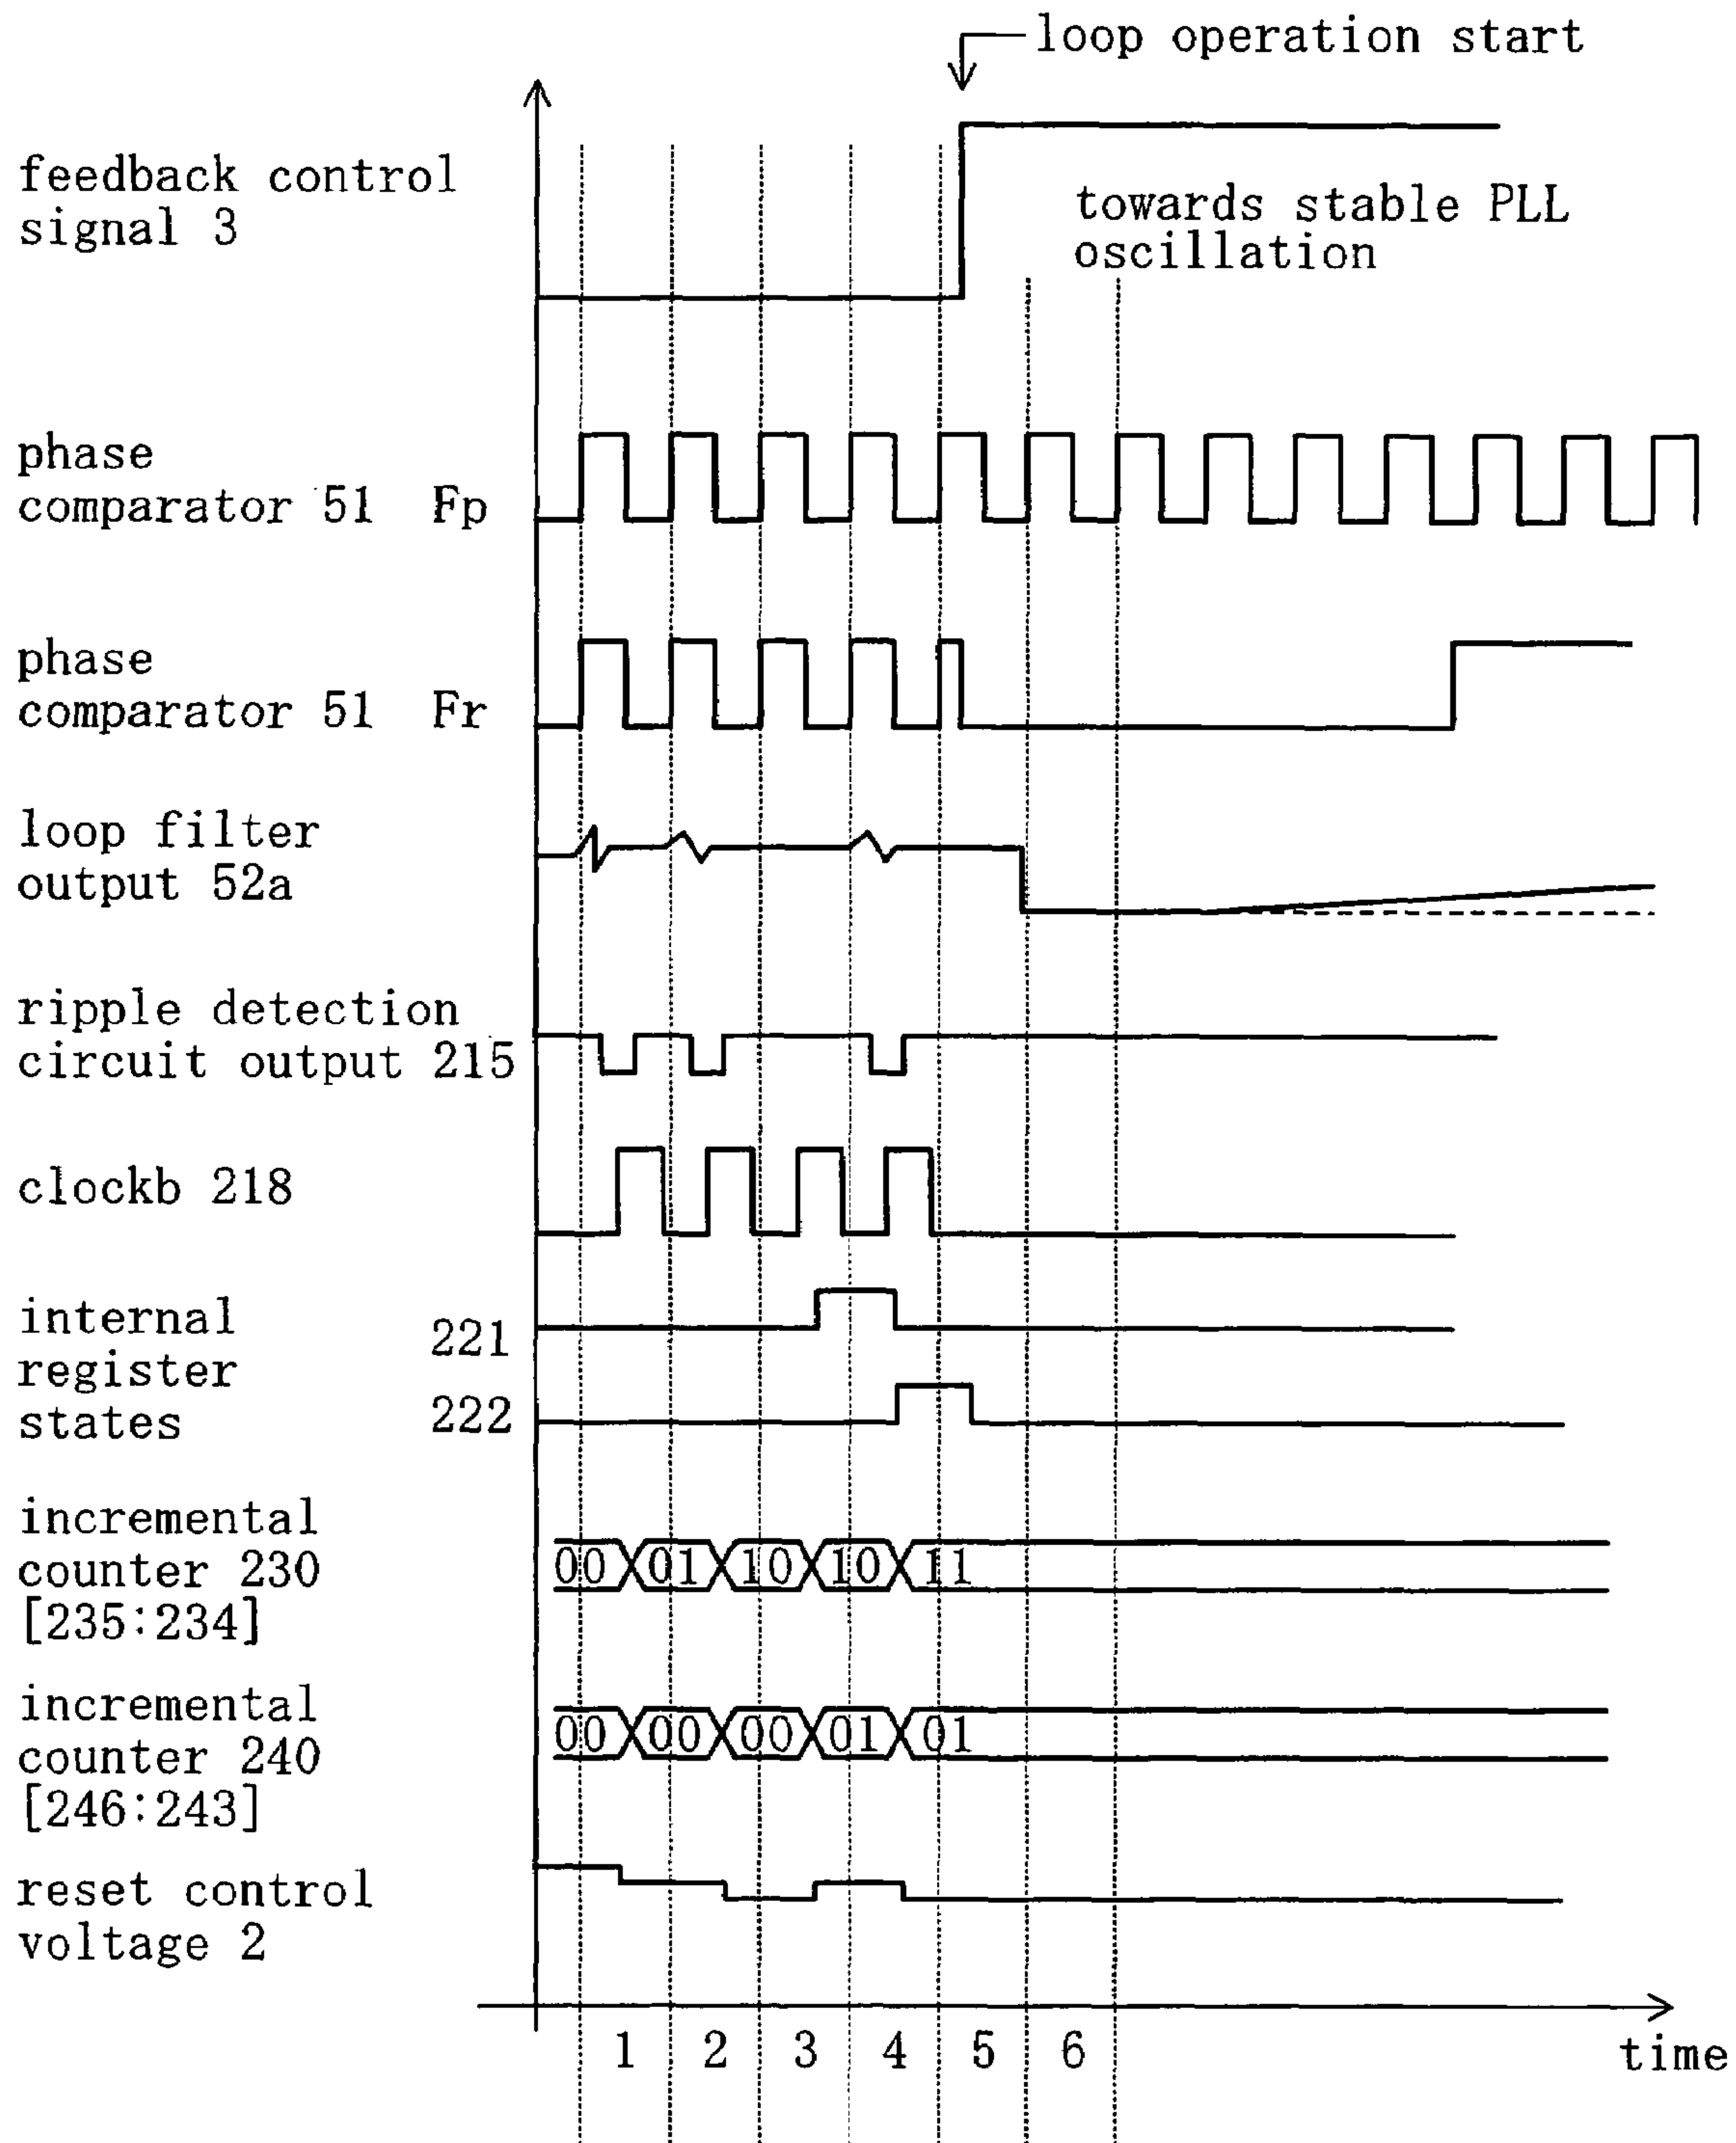 loop operation start
feedback control
signal 3
towards stable PLL
oscillation
phase
comparator 51 Fp
phase
comparator 51 Fr
loop filter
output 52a
ripple detection
circuit output 215
clockb 218
internal
register
states
221
222
incremental
counter 230
[235:234]
00 01 10 10 11
incremental
counter 240
[246:243]
00 00 00 01 01
reset control
voltage 2
1 2 3 4 5 6
time